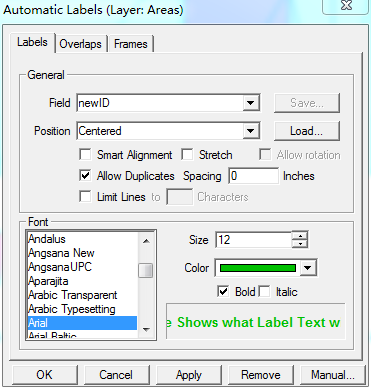 Automatic Labels (Layer: Areas)
Labels Overlaps Frames
General
Field newID Save...
Position Centered Load...
Smart Alignment Stretch Allow rotation
Allow Duplicates Spacing 0 Inches
Limit Lines to Characters
Font
Andalus
Angsana New
AngsanaUPC
Aparajita
Arabic Transparent
Arabic Typesetting
Arial
Arial Baltic
Size 12
Color
Bold Italic
e Shows what Label Text w
OK Cancel Apply Remove Manual...